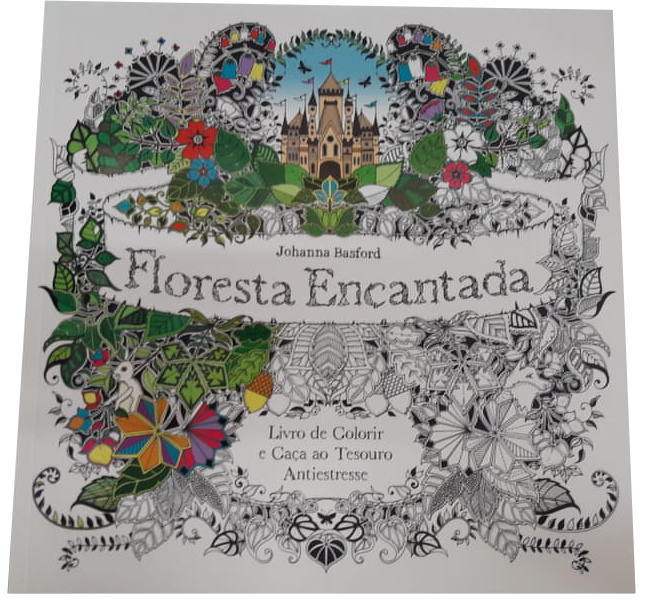 Johanna Basford
Floresta Encantada
Livro de Colorir
e Caça ao Tesouro
Antiestresse